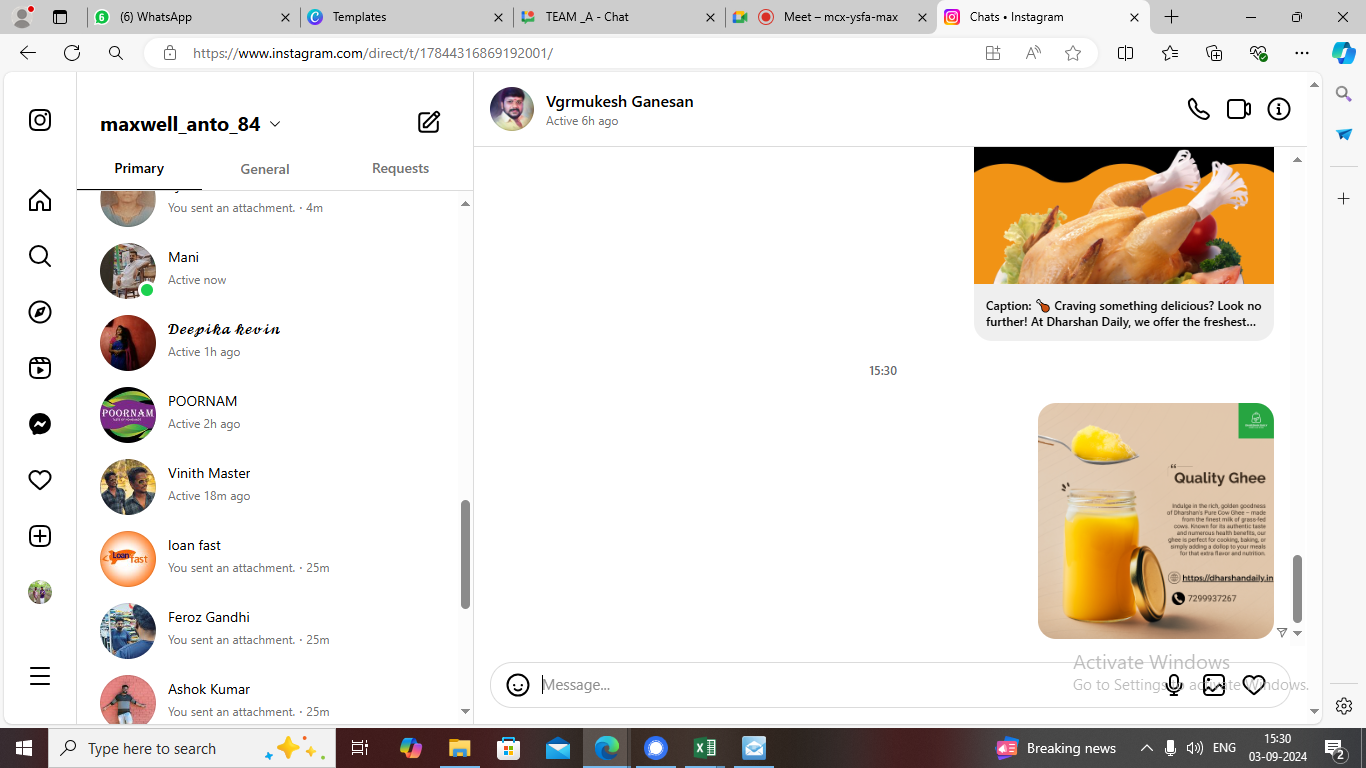 (6) WhatsApp
Templates
TEAM _A - Chat
Meet – mcx-ysfa-max
Chats • Instagram
https://www.instagram.com/direct/t/17844316869192001/
maxwell_anto_84
Primary
General
Requests
You sent an attachment. · 4m
Mani
Active now
𝓓𝓮𝓮𝓹𝓲𝓴𝓪 𝓴𝓮𝓿𝓲𝓷
Active 1h ago
POORNAM
POORNAM
Active 2h ago
Vinith Master
Active 18m ago
loan fast
Loan fast
You sent an attachment. · 25m
Feroz Gandhi
You sent an attachment. · 25m
Ashok Kumar
You sent an attachment. · 25m
Vgrmukesh Ganesan
Active 6h ago
Caption: 🍗 Craving something delicious? Look no
further! At Dharshan Daily, we offer the freshest...
15:30
Quality Ghee
Indulge in the rich, golden goodness
of Dharshan's Pure Cow Ghee – made
from the finest milk of grass-fed
cows. Known for its authentic taste
and numerous health benefits, our
ghee is perfect for cooking, baking, or
simply adding a dollop to your meals
for that extra flavor and nutrition.
https://dharshandaily.in
7299937267
Message...
Activate Windows
Go to Settings to activate Windows.
Type here to search
Breaking news
ENG
15:30
03-09-2024
2